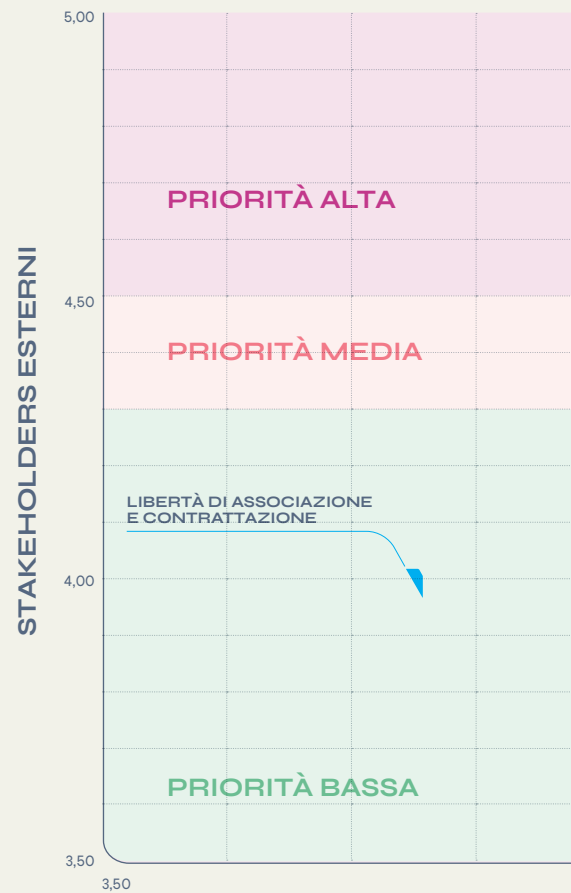 5,00
PRIORITÀ ALTA
4,50
PRIORITÀ MEDIA
STAKEHOLDERS ESTERNI
LIBERTÀ DI ASSOCIAZIONE
E CONTRATTAZIONE
4,00
PRIORITÀ BASSA
3,50
3,50